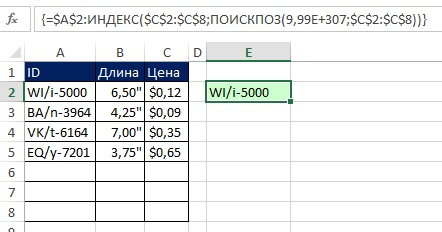 fx {=$A$2:ИНДЕКС($C$2:$C$8;ПОИСКПОЗ(9,99E+307;$C$2:$C$8))}
A B C D E
1 ID Длина Цена
2 WI/i-5000 6,50" $0,12 WI/i-5000
3 BA/n-3964 4,25" $0,09
4 VK/t-6164 7,00" $0,35
5 EQ/y-7201 3,75" $0,65
6
7
8